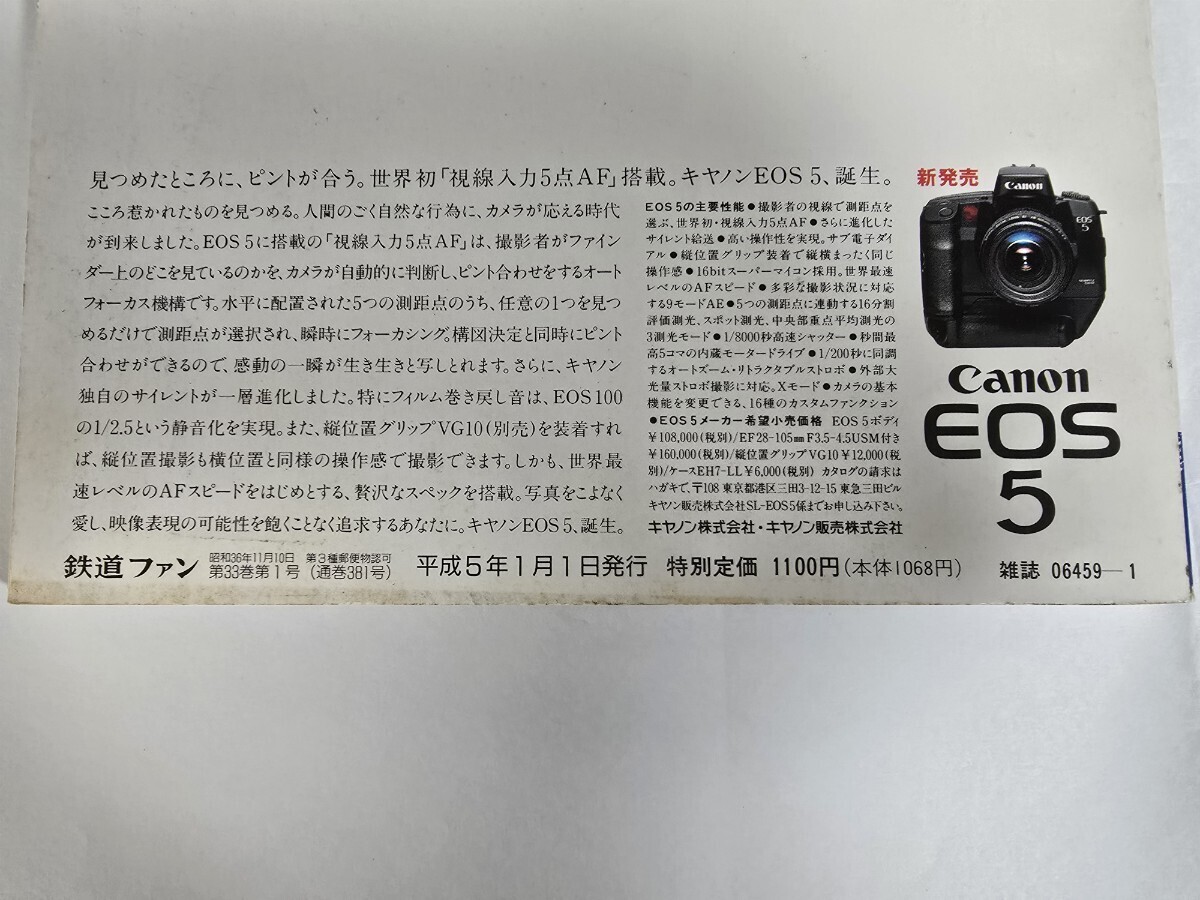 見つめたところに、ピントが合う。世界初「視線入力5点AF」搭載。キヤノンEOS 5、誕生。
こころ惹かれたものを見つめる。人間のごく自然な行為に、カメラが応える時代
が到来しました。EOS 5に搭載の「視線入力5点AF」は、撮影者がファイン
ダー上のどこを見ているのかを、カメラが自動的に判断し、ピント合わせをするオート
フォーカス機構です。水平に配置された5つの測距点のうち、任意の1つを見つ
めるだけで測距点が選択され、瞬時にフォーカシング。構図決定と同時にピント
合わせができるので、感動の一瞬が生き生きと写しとれます。さらに、キヤノン
独自のサイレントが一層進化しました。特にフィルム巻き戻し音は、EOS 100
の1/2.5という静音化を実現。また、縦位置グリップVG10(別売)を装着すれ
ば、縦位置撮影も横位置と同様の操作感で撮影できます。しかも、世界最
速レベルのAFスピードをはじめとする、贅沢なスペックを搭載。写真をこよなく
愛し、映像表現の可能性を飽くことなく追求するあなたに。キヤノンEOS 5、誕生。
EOS 5の主要性能●撮影者の視線で測距点を
選ぶ、世界初・視線入力5点AF●さらに進化した
サイレント給送●高い操作性を実現。サブ電子ダイ
アル●縦位置グリップ装着で縦横まったく同じ
操作感●16bitスーパーマイコン採用。世界最速
レベルのAFスピード●多彩な撮影状況に対応
する9モードAE●5つの測距点に連動する16分割
評価測光、スポット測光、中央部重点平均測光の
3測光モード●1/8000秒高速シャッター●秒間最
高5コマの内蔵モータードライブ●1/200秒に同調
するオートズーム・リトラクタブルストロボ●外部大
光量ストロボ撮影に対応。Xモード●カメラの基本
機能を変更できる、16種のカスタムファンクション
●EOS 5メーカー希望小売価格 EOS 5ボディ
¥108,000(税別)/EF28-105㎜F3.5-4.5USM付き
¥160,000(税別)/縦位置グリップVG10 ¥12,000(税
別)/ケースEH7-LL ¥6,000(税別) カタログの請求は
ハガキで、〒108 東京都港区三田3-12-15 東急三田ビル
キヤノン販売株式会社SL-EOS5係までお申し込み下さい。
キヤノン株式会社・キヤノン販売株式会社
新発売
Canon
EOS
5
Canon
EOS
5
鉄道ファン
昭和36年11月10日 第3種郵便物認可
第33巻第1号(通巻381号)
平成5年1月1日発行 特別定価 1100円(本体1068円) 雑誌 06459-1